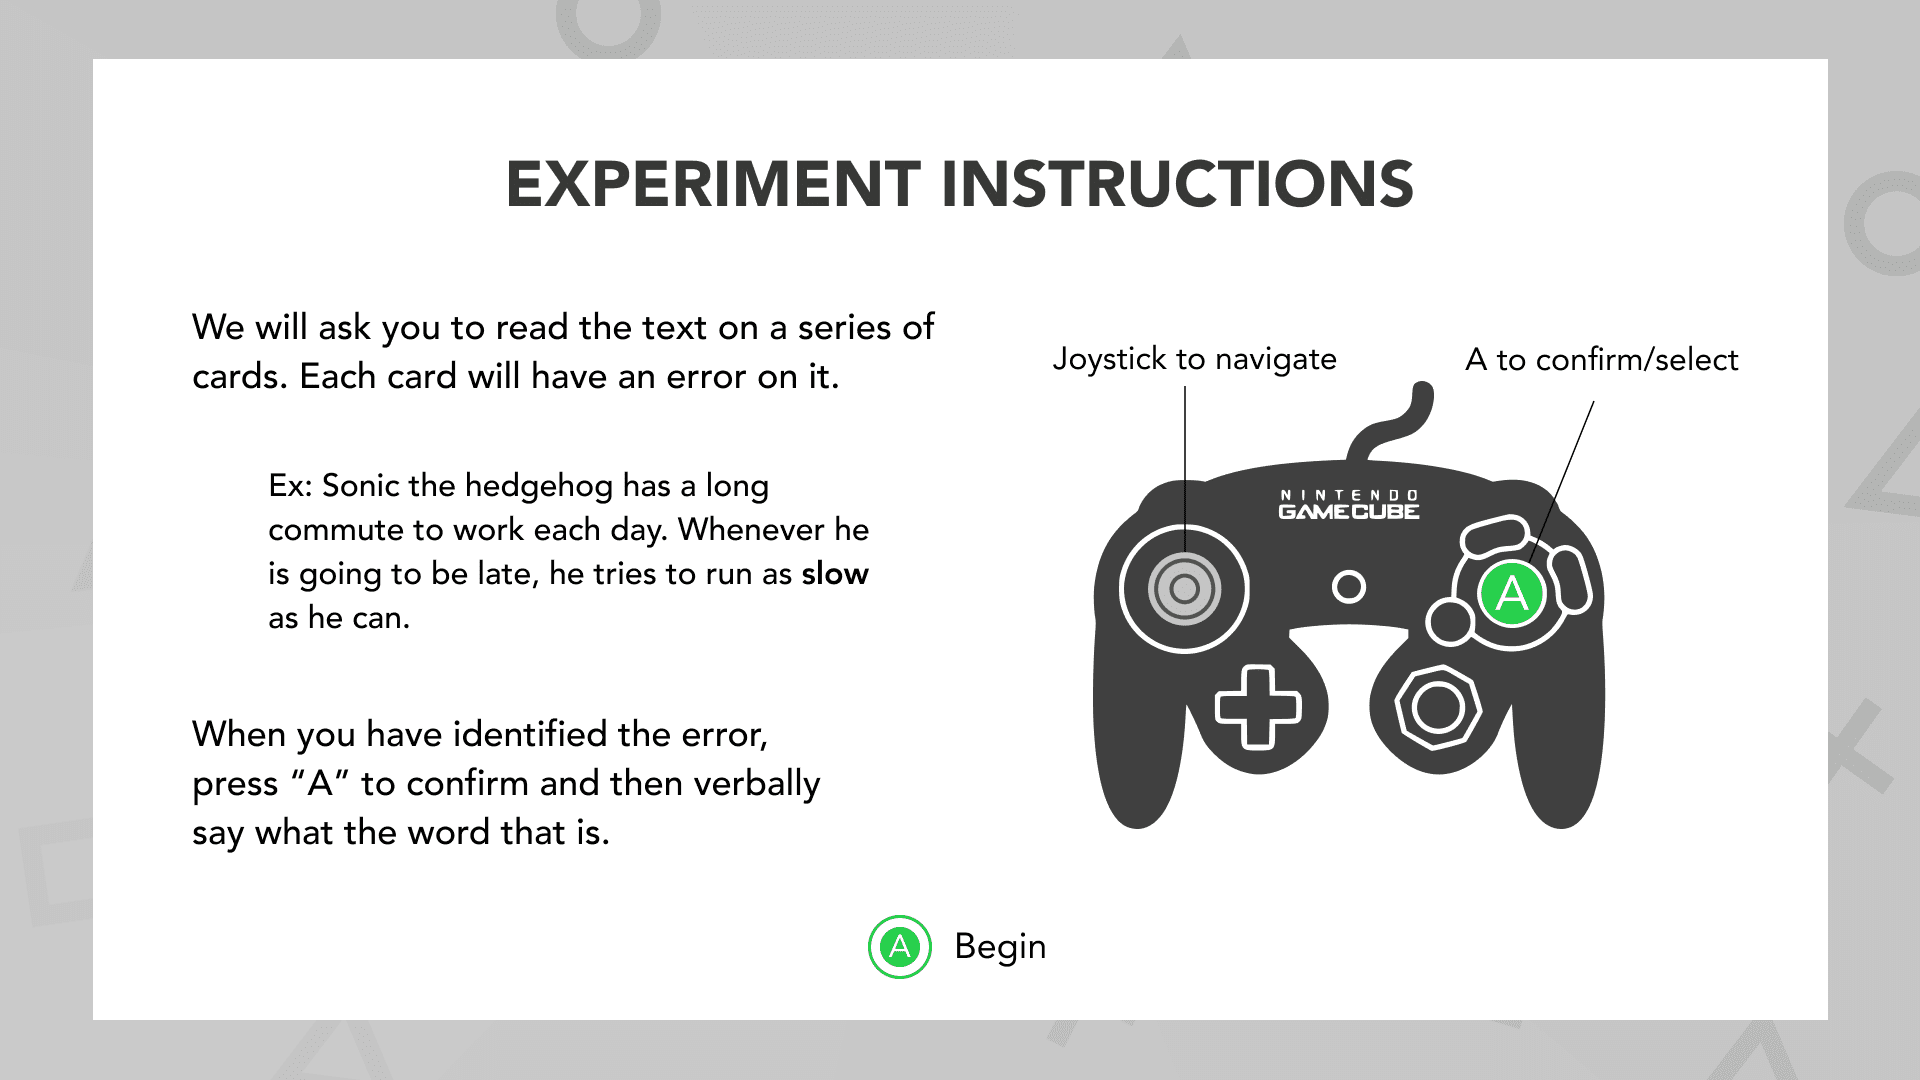 EXPERIMENT INSTRUCTIONS
We will ask you to read the text on a series of
cards. Each card will have an error on it.
Ex: Sonic the hedgehog has a long
commute to work each day. Whenever he
is going to be late, he tries to run as slow
as he can.
When you have identified the error,
press “A” to confirm and then verbally
say what the word that is.
Joystick to navigate
A to confirm/select
NINTENDO
GAMECUBE
A
A Begin